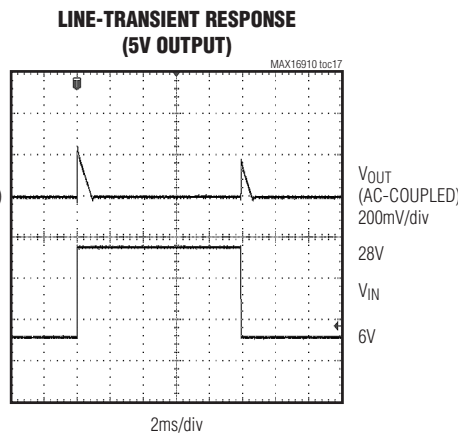 LINE-TRANSIENT RESPONSE
(5V OUTPUT)
MAX16910 toc17
)
VOUT
(AC-COUPLED)
200mV/div
28V
VIN
6V
2ms/div